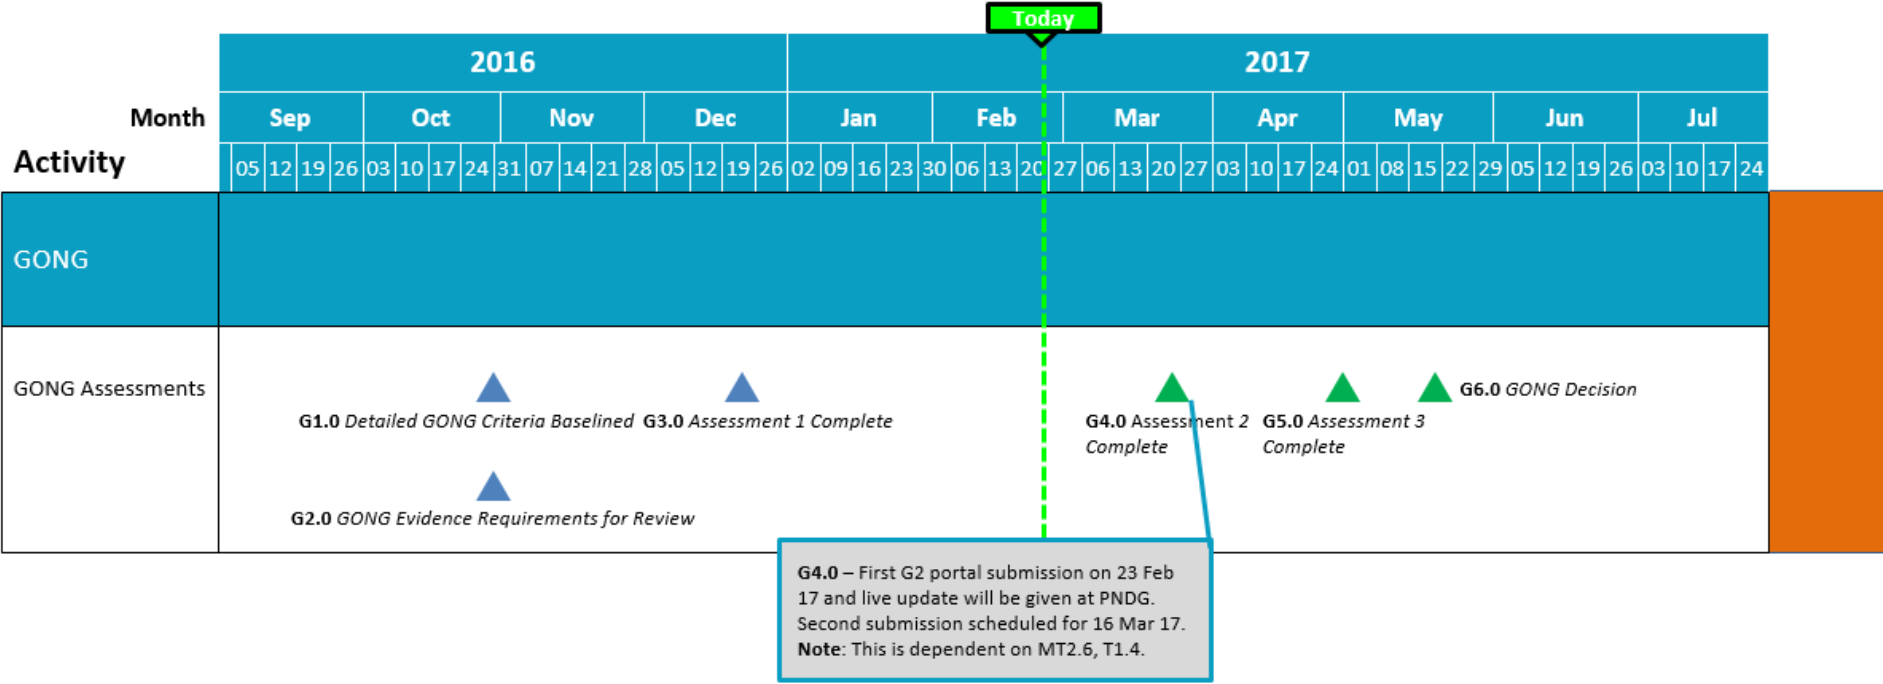 Today
2016 2017
Month Sep Oct Nov Dec Jan Feb Mar Apr May Jun Jul
Activity 05 12 19 26 03 10 17 24 31 07 14 21 28 05 12 19 26 02 09 16 23 30 06 13 20 27 06 13 20 27 03 10 17 24 01 08 15 22 29 05 12 19 26 03 10 17 24
GONG
GONG Assessments
G6.0 GONG Decision
G1.0 Detailed GONG Criteria Baselined
G3.0 Assessment 1 Complete
G4.0 Assessment 2
Complete
G5.0 Assessment 3
Complete
G2.0 GONG Evidence Requirements for Review
G4.0 – First G2 portal submission on 23 Feb
17 and live update will be given at PNDG.
Second submission scheduled for 16 Mar 17.
Note: This is dependent on MT2.6, T1.4.